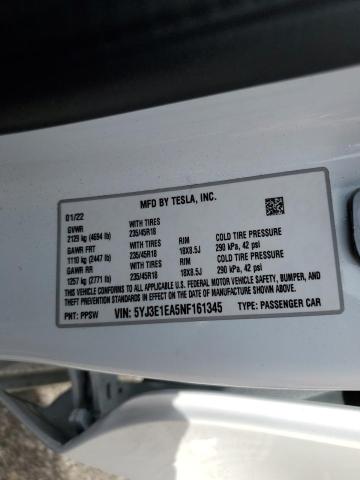 MFD BY TESLA, INC.
01/22
GVWR WITH TIRES
2129 kg (4694 lb) 235/45R18 RIM COLD TIRE PRESSURE
GAWR FRT WITH TIRES 18X8.5J 290 kPa, 42 psi
1110 kg (2447 lb) 235/45R18 RIM COLD TIRE PRESSURE
GAWR RR WITH TIRES 18X8.5J 290 kPa, 42 psi
1257 kg (2771 lb) 235/45R18
THIS VEHICLE CONFORMS TO ALL APPLICABLE FEDERAL MOTOR VEHICLE SAFETY, BUMPER, AND
THEFT PREVENTION STANDARDS IN EFFECT ON THE DATE OF MANUFACTURE SHOWN ABOVE.
PNT: PPSW VIN: 5YJ3E1EA5NF161345 TYPE: PASSENGER CAR